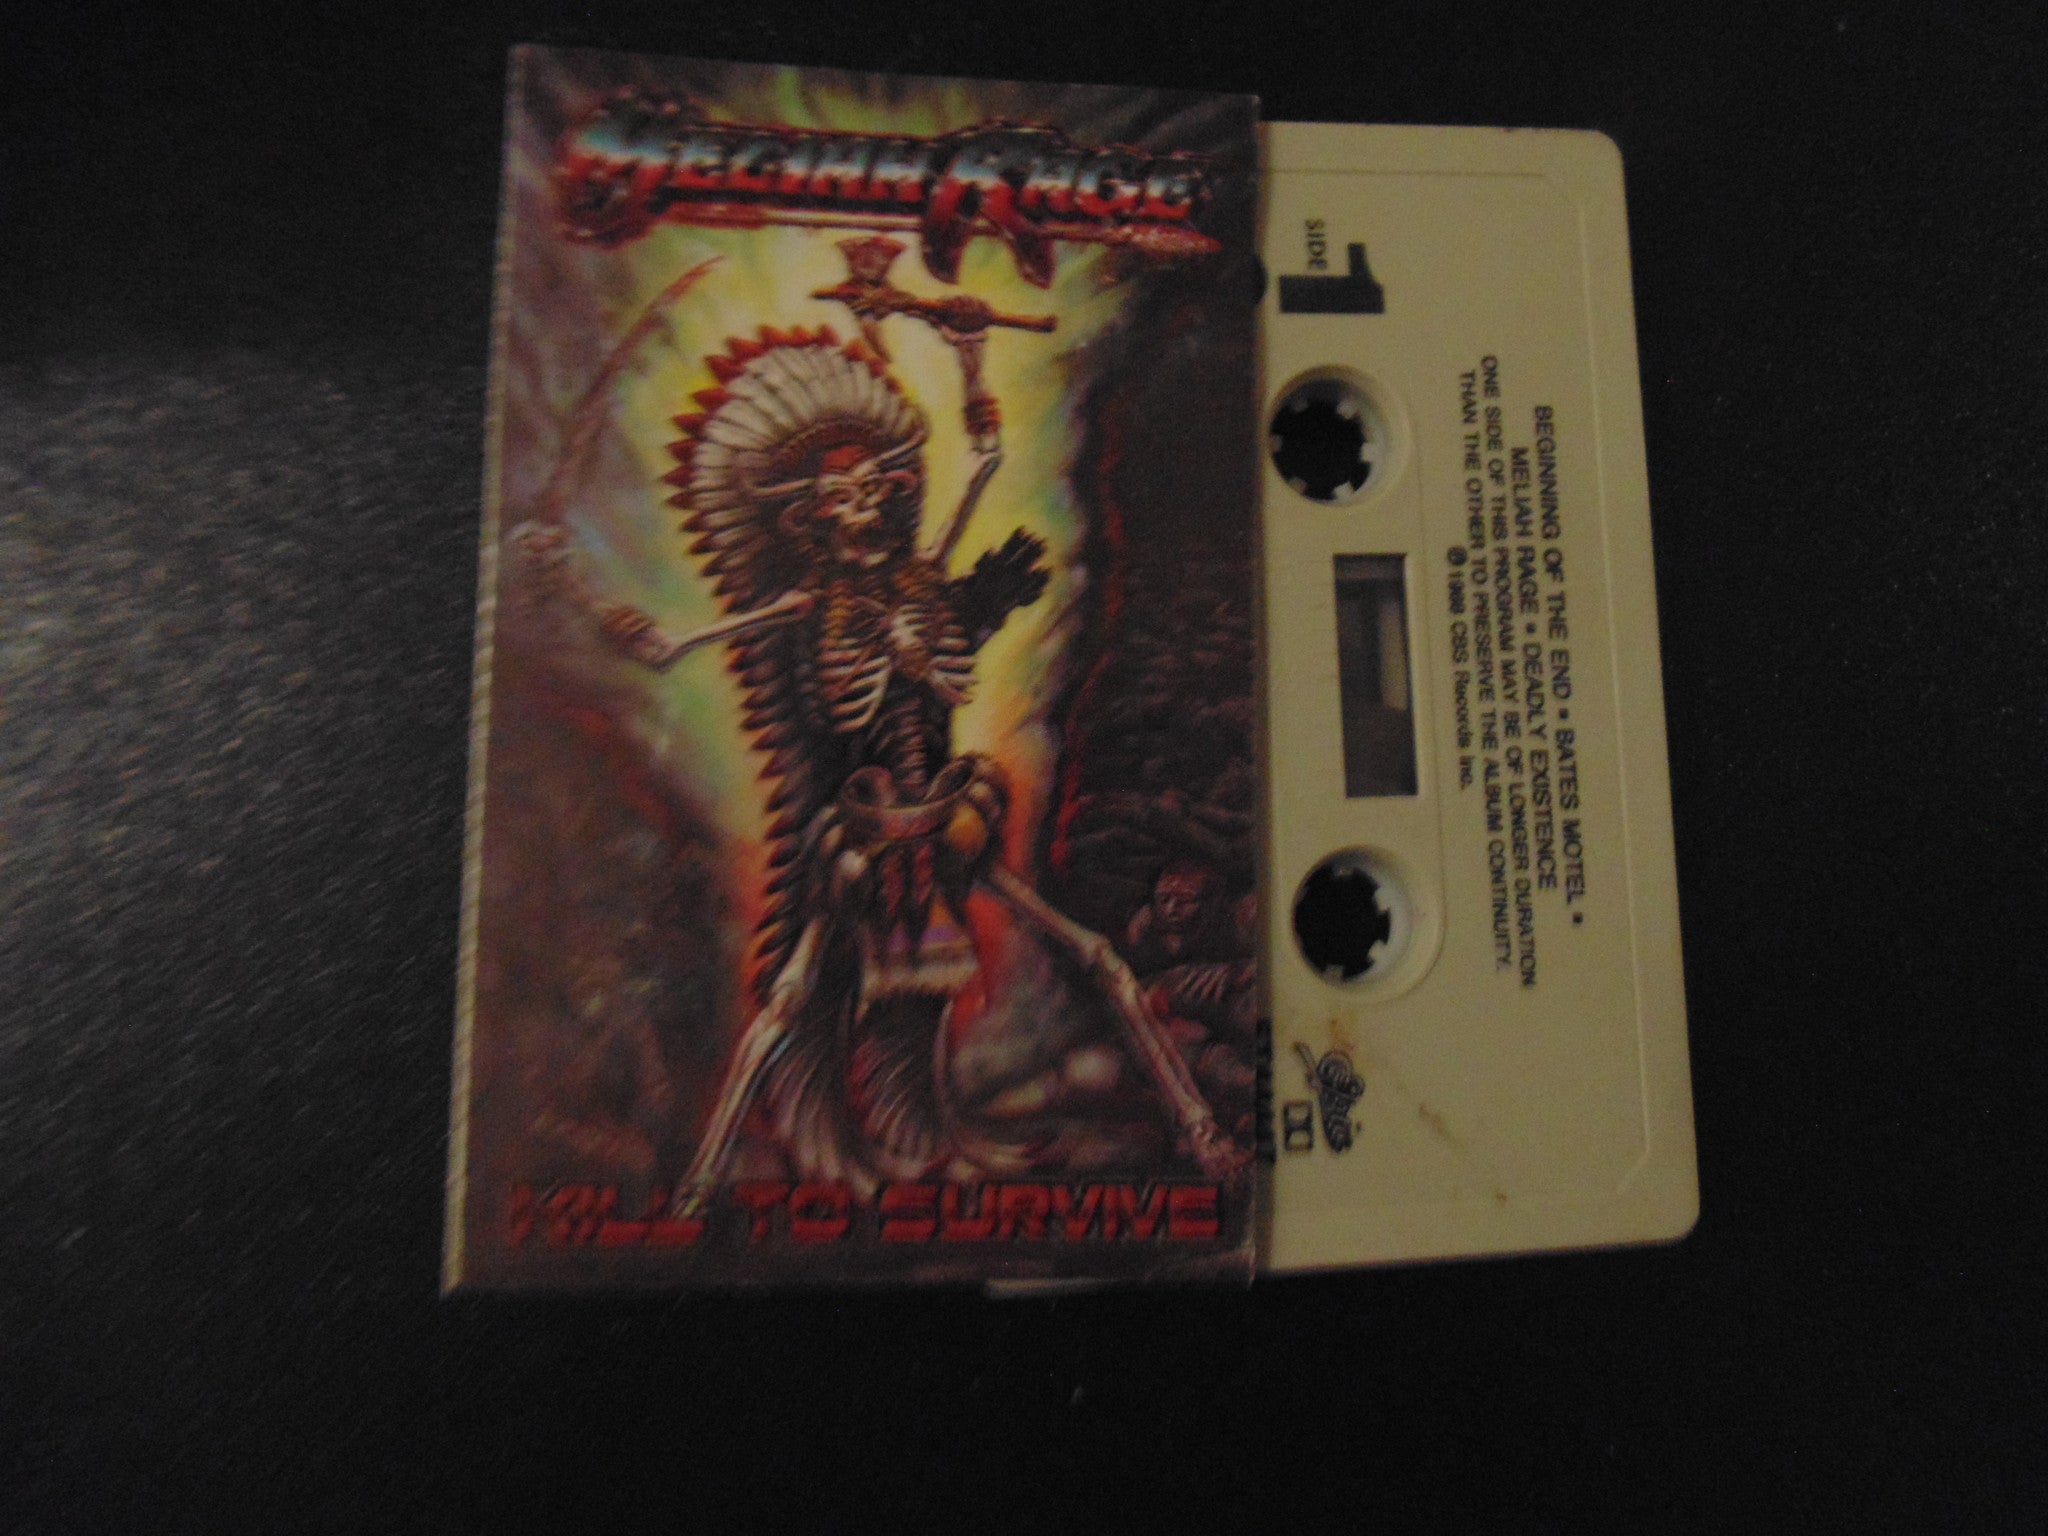 MELIAH RAGE
KILL TO SURVIVE
SIDE
1
BEGINNING OF THE END • BATES MOTEL •
MELIAH RAGE • DEADLY EXISTENCE
ONE SIDE OF THIS PROGRAM MAY BE OF LONGER DURATION
THAN THE OTHER TO PRESERVE THE ALBUM CONTINUITY.
℗ 1988 CBS Records Inc.
Epic